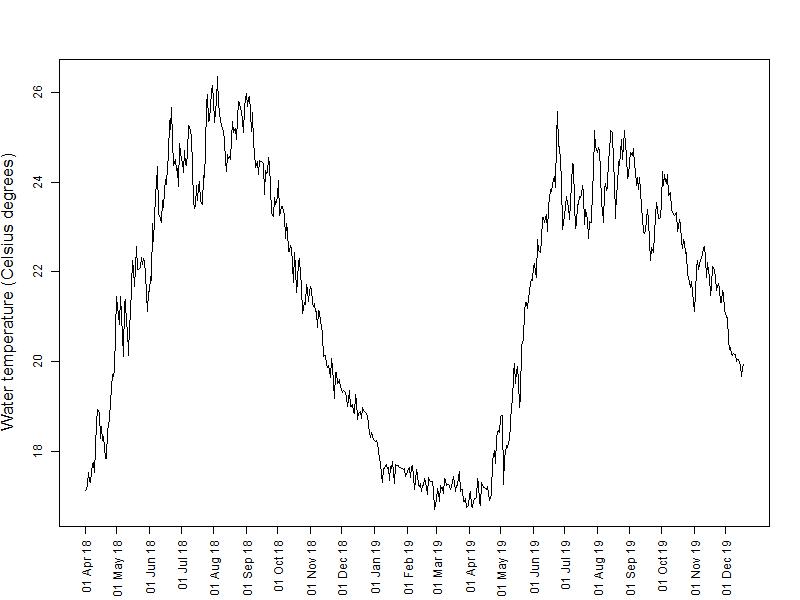 Water temperature (Celsius degrees)
26
24
22
20
18
01 Apr 18
01 May 18
01 Jun 18
01 Jul 18
01 Aug 18
01 Sep 18
01 Oct 18
01 Nov 18
01 Dec 18
01 Jan 19
01 Feb 19
01 Mar 19
01 Apr 19
01 May 19
01 Jun 19
01 Jul 19
01 Aug 19
01 Sep 19
01 Oct 19
01 Nov 19
01 Dec 19